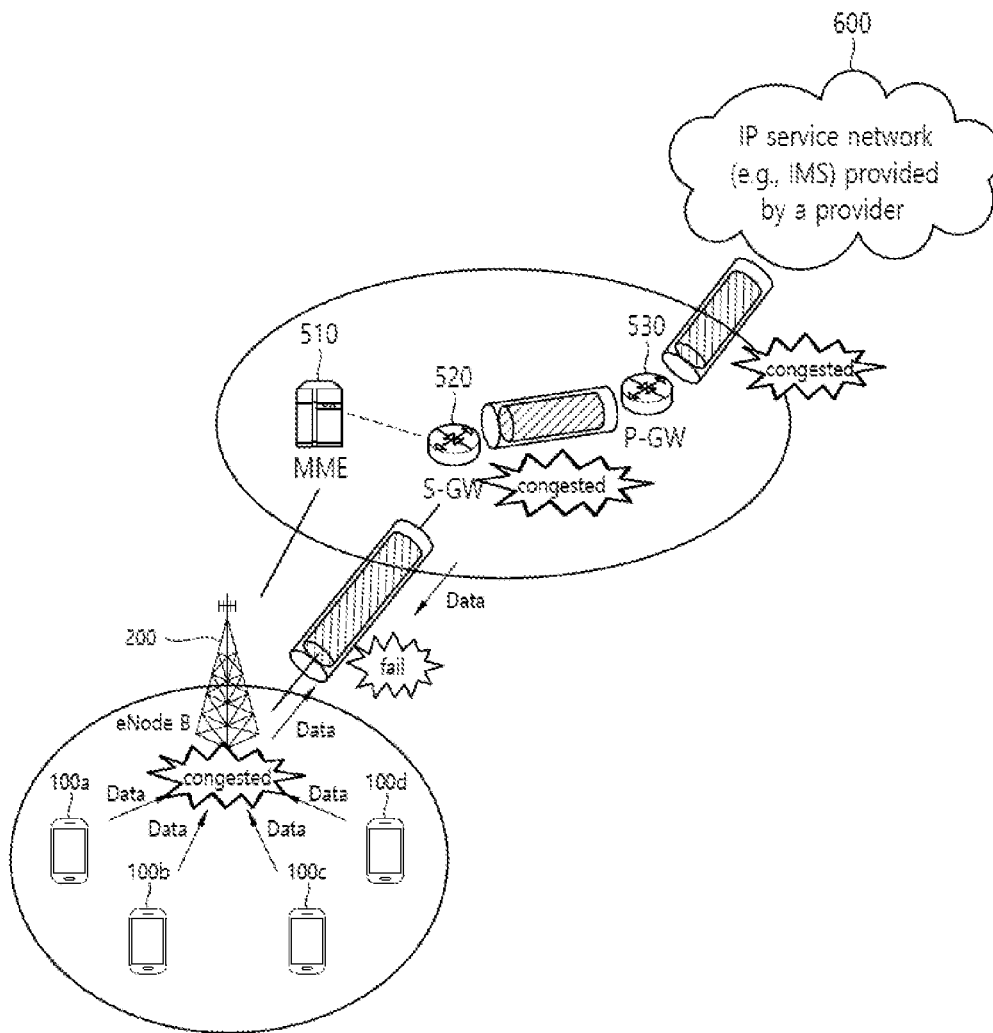 600
IP service network
(e.g., IMS) provided
by a provider
510
530
520
congested
MME
P-GW
S-GW
congested
Data
200
fail
eNode B
Data
100a
congested
100d
Data
Data
Data
Data
100b
100c